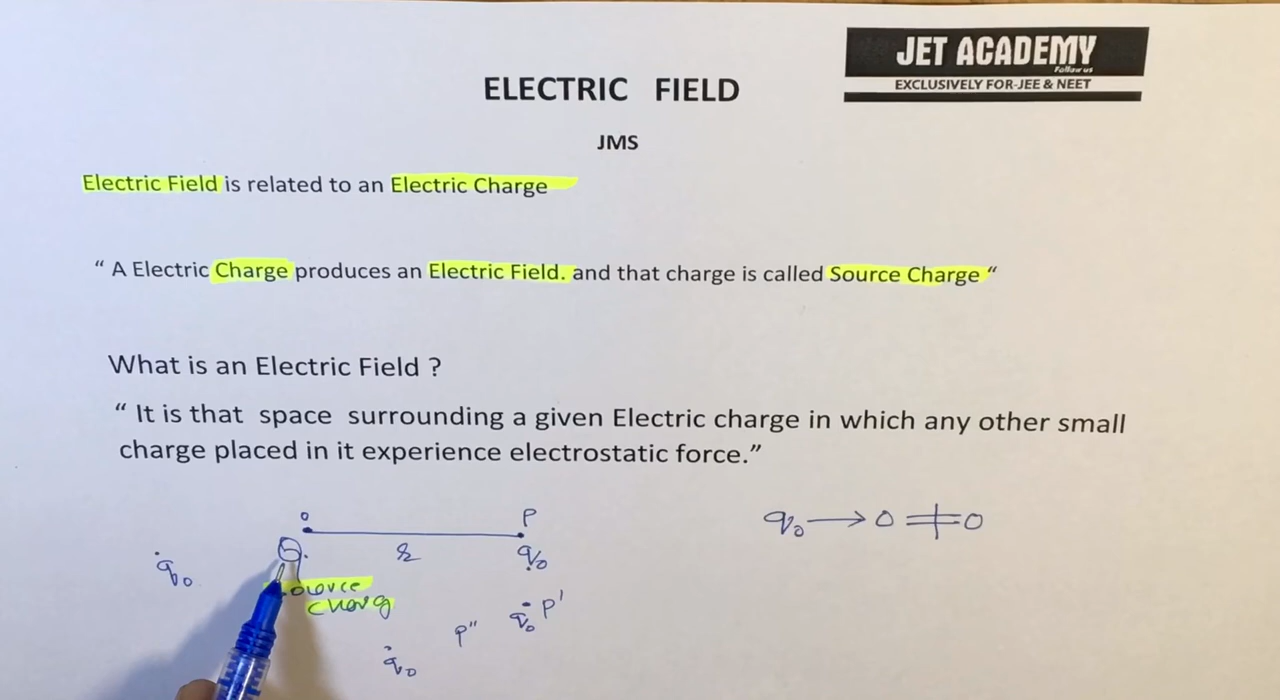 JET ACADEMY
Follow us
EXCLUSIVELY FOR-JEE & NEET
ELECTRIC FIELD
JMS
Electric Field is related to an Electric Charge
“ A Electric Charge produces an Electric Field. and that charge is called Source Charge “
What is an Electric Field ?
“ It is that space surrounding a given Electric charge in which any other small
charge placed in it experience electrostatic force.”
o P
q₀ → 0 ≠ 0
Q r q₀
q₀
source
charg
q₀ P'
P"
q₀